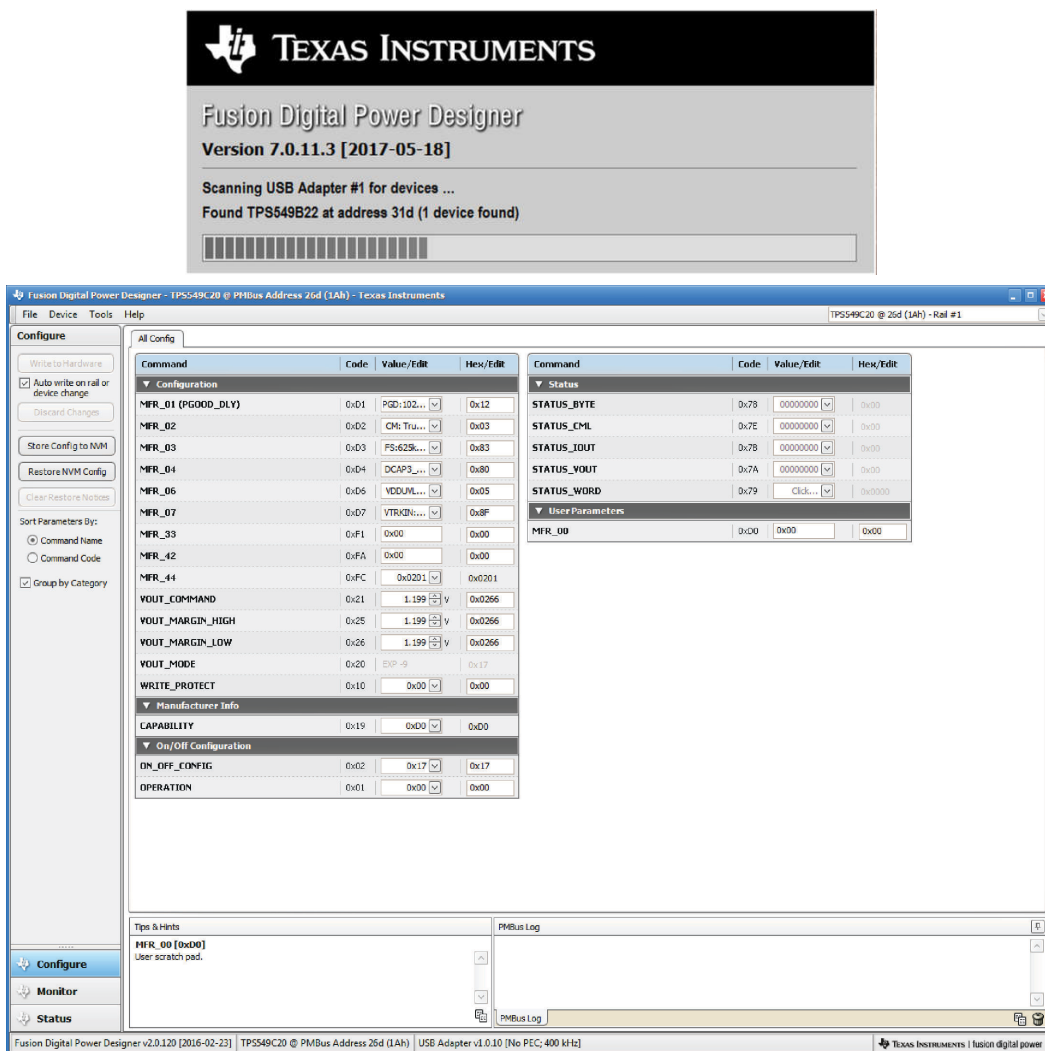 TEXAS INSTRUMENTS
Fusion Digital Power Designer
Version 7.0.11.3 [2017-05-18]
Scanning USB Adapter #1 for devices ...
Found TPS549B22 at address 31d (1 device found)
Fusion Digital Power Designer - TPS549C20 @ PMBus Address 26d (1Ah) - Texas Instruments
File Device Tools Help
TPS549C20 @ 26d (1Ah) - Rail #1
Configure
Write to Hardware
Auto write on rail or
device change
Discard Changes
Store Config to NVM
Restore NVM Config
Clear Restore Notices
Sort Parameters By:
Command Name
Command Code
Group by Category
All Config
Command Code Value/Edit Hex/Edit
Configuration
MFR_01 (PGOOD_DLY) 0xD1 PGD:102... 0x12
MFR_02 0xD2 CM: Tru... 0x03
MFR_03 0xD3 FS:625k... 0x83
MFR_04 0xD4 DCAP3_... 0x80
MFR_06 0xD6 VDDUVL... 0x05
MFR_07 0xD7 VTRKIN:... 0x8F
MFR_33 0xF1 0x00 0x00
MFR_42 0xFA 0x00 0x00
MFR_44 0xFC 0x0201 0x0201
VOUT_COMMAND 0x21 1.199 V 0x0266
VOUT_MARGIN_HIGH 0x25 1.199 V 0x0266
VOUT_MARGIN_LOW 0x26 1.199 V 0x0266
VOUT_MODE 0x20 EXP -9 0x17
WRITE_PROTECT 0x10 0x00 0x00
Manufacturer Info
CAPABILITY 0x19 0xD0 0xD0
On/Off Configuration
ON_OFF_CONFIG 0x02 0x17 0x17
OPERATION 0x01 0x00 0x00
Command Code Value/Edit Hex/Edit
Status
STATUS_BYTE 0x78 00000000 0x00
STATUS_CML 0x7E 00000000 0x00
STATUS_IOUT 0x7B 00000000 0x00
STATUS_VOUT 0x7A 00000000 0x00
STATUS_WORD 0x79 Click... 0x0000
User Parameters
MFR_00 0xD0 0x00 0x00
Tips & Hints
MFR_00 [0xD0]
User scratch pad.
PMBus Log
PMBus Log
Configure
Monitor
Status
Fusion Digital Power Designer v2.0.120 [2016-02-23] TPS549C20 @ PMBus Address 26d (1Ah) USB Adapter v1.0.10 [No PEC; 400 kHz] TEXAS INSTRUMENTS | fusion digital power